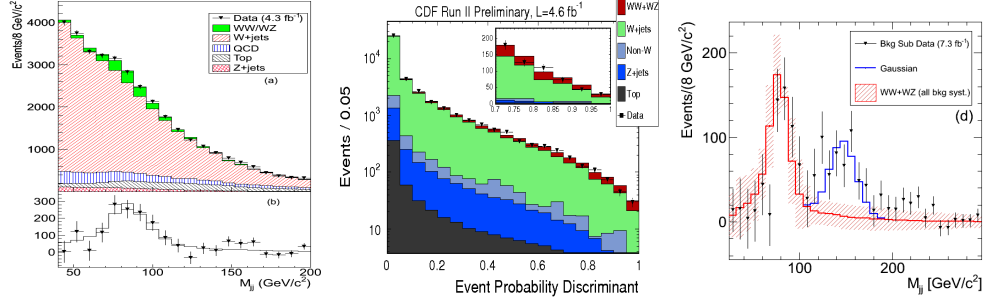 Events/8 GeV/c²
4000
3000
2000
1000
0
Data (4.3 fb⁻¹)
WW/WZ
W+jets
QCD
Top
Z+jets
(a)
300
200
100
0
(b)
50
100
150
200
M_jj (GeV/c²)
CDF Run II Preliminary, L=4.6 fb⁻¹
Events / 0.05
10⁴
10³
10²
10
200
150
100
50
0
0.7 0.75 0.8 0.85 0.9 0.95
WW+WZ
W+jets
Non-W
Z+jets
Top
Data
0 0.2 0.4 0.6 0.8 1
Event Probability Discriminant
Events/(8 GeV/c²)
200
100
0
Bkg Sub Data (7.3 fb⁻¹)
Gaussian
WW+WZ (all bkg syst.)
(d)
100 200
M_jj [GeV/c²]